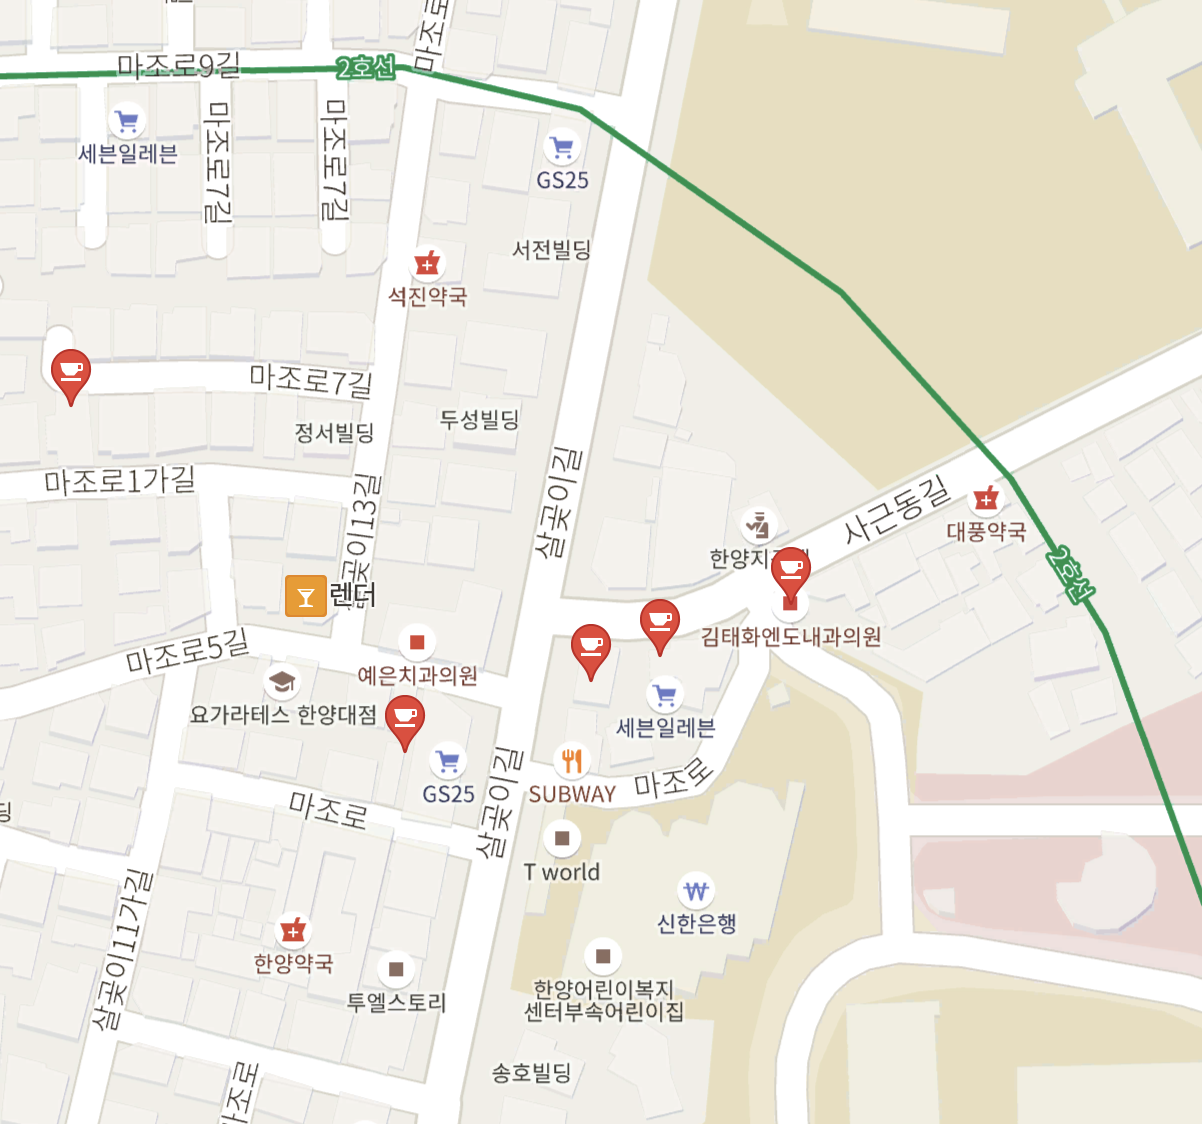 마조로
마조로9길
2호선
세븐일레븐
마조로7길
마조로7길
GS25
서전빌딩
석진약국
마조로7길
정서빌딩
두성빌딩
마조로1가길
살곶이길
살곶이13길
사근동길
대풍약국
2호선
렌더
김태화엔도내과의원
마조로5길
예은치과의원
요가라테스 한양대점
세븐일레븐
GS25
SUBWAY
마조로
마조로
살곶이길
T world
신한은행
살곶이11가길
한양약국
투엘스토리
한양어린이복지
센터부속어린이집
송호빌딩
마조로